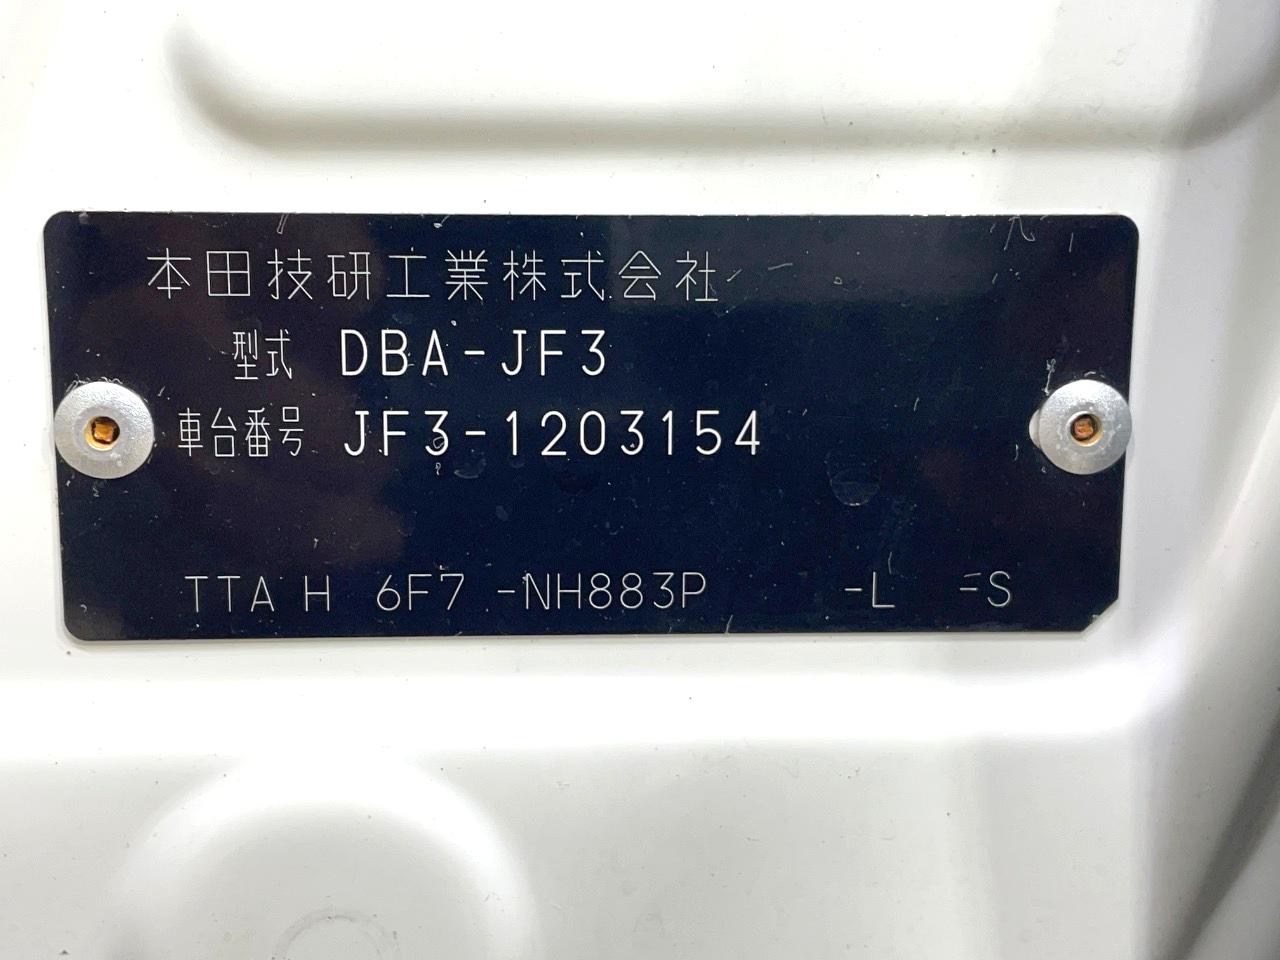 本田技研工業株式会社
型式 DBA-JF3
車台番号 JF3-1203154
TTA H 6F7 -NH883P -L -S